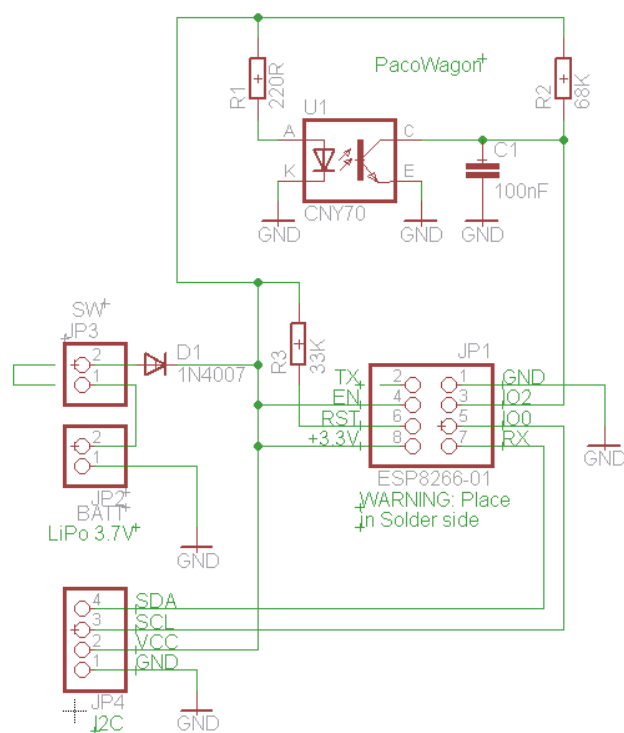 PacoWagon
R1
220R
R2
68K
U1
A
C
K
E
CNY70
C1
100nF
GND
GND
GND
SW
JP3
2
1
D1
1N4007
R3
33K
JP1
TX
2
1
GND
EN
4
3
IO2
RST
6
5
IO0
+3.3V
8
7
RX
GND
ESP8266-01
WARNING: Place
in Solder side
2
1
JP2
BATT
LiPo 3.7V
GND
4
SDA
3
SCL
2
VCC
1
GND
JP4
I2C
GND